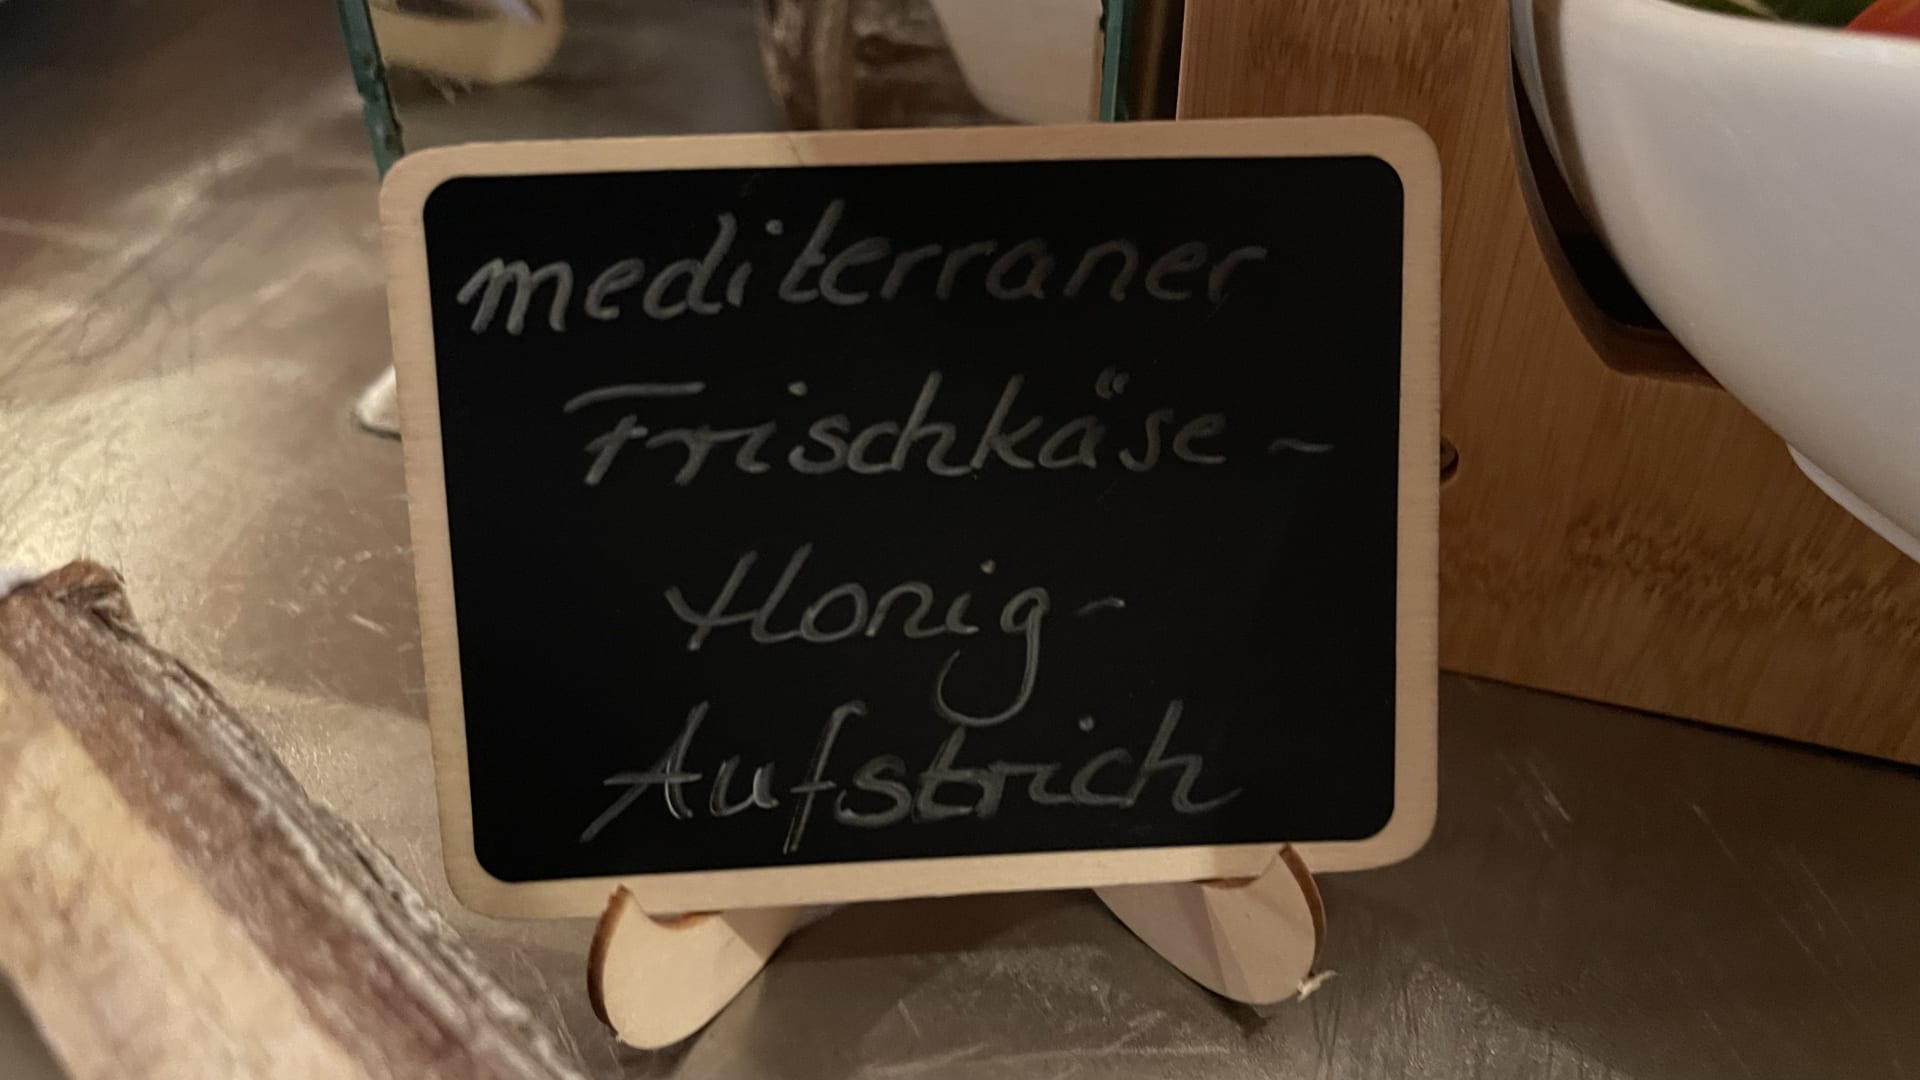 mediterraner
Frischkäse-
Honig-
Aufstrich